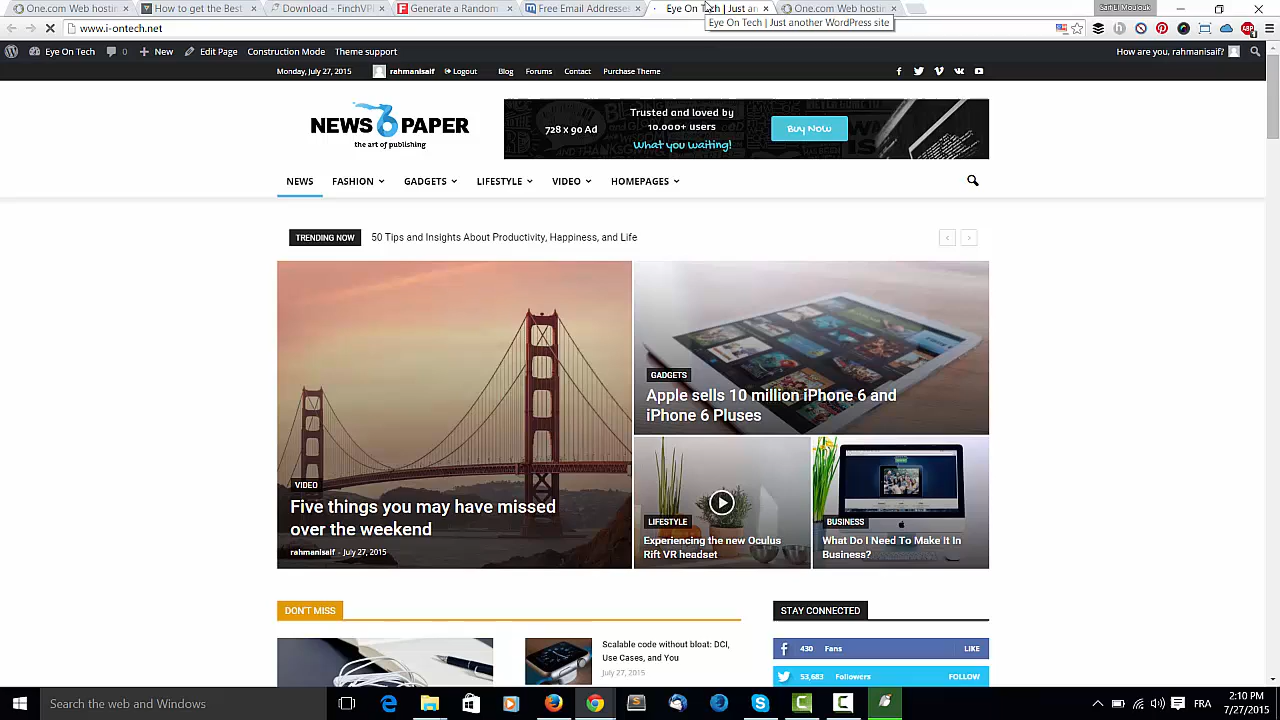 One.com Web hosting
How to get the Best
Download - FinchVP
Generate a Random
Free Email Addresse
Eye On Tech | Just an
One.com Web hostin
Saifi El Mouduk
Eye On Tech | Just another WordPress site
www.i-ontech.net
Eye On Tech
0
New
Edit Page
Construction Mode
Theme support
How are you, rahmanisaif?
Monday, July 27, 2015
rahmanisaif
Logout
Blog
Forums
Contact
Purchase Theme
NEWS 6 PAPER
the art of publishing
728 x 90 Ad
Trusted and loved by
10.000+ users
What you waiting!
Buy Now
NEWS
FASHION
GADGETS
LIFESTYLE
VIDEO
HOMEPAGES
TRENDING NOW
50 Tips and Insights About Productivity, Happiness, and Life
GADGETS
Apple sells 10 million iPhone 6 and
iPhone 6 Pluses
VIDEO
Five things you may have missed
over the weekend
rahmanisaif - July 27, 2015
LIFESTYLE
Experiencing the new Oculus
Rift VR headset
BUSINESS
What Do I Need To Make It In
Business?
DON'T MISS
Scalable code without bloat: DCI,
Use Cases, and You
July 27, 2015
STAY CONNECTED
430 Fans
LIKE
53,683 Followers
FOLLOW
Search the web and Windows
FRA
2:10 PM
7/27/2015